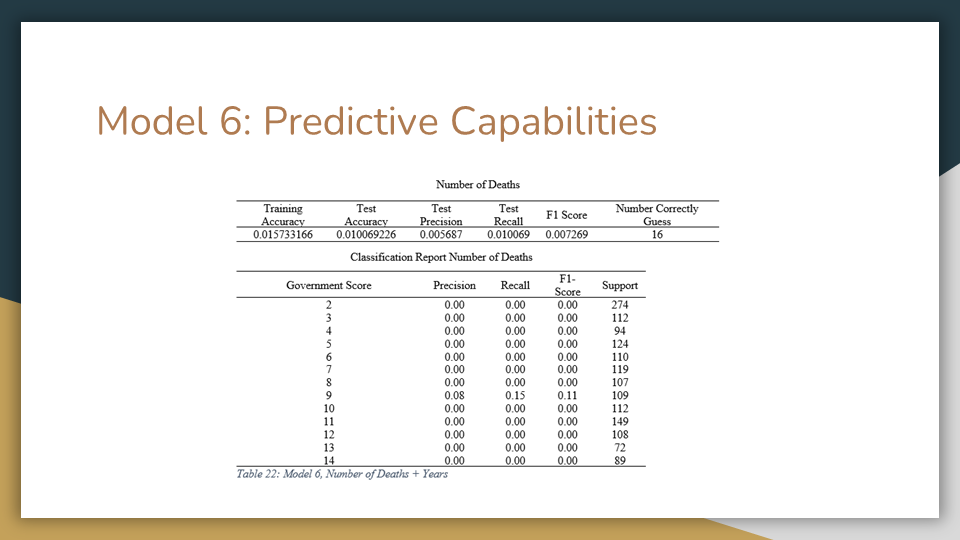 Model 6: Predictive Capabilities
Number of Deaths
Training Accuracy Test Accuracy Test Precision Test Recall F1 Score Number Correctly Guess
0.015733166 0.010069226 0.005687 0.010069 0.007269 16
Classification Report Number of Deaths
Government Score Precision Recall F1-Score Support
2 0.00 0.00 0.00 274
3 0.00 0.00 0.00 112
4 0.00 0.00 0.00 94
5 0.00 0.00 0.00 124
6 0.00 0.00 0.00 110
7 0.00 0.00 0.00 119
8 0.00 0.00 0.00 107
9 0.08 0.15 0.11 109
10 0.00 0.00 0.00 112
11 0.00 0.00 0.00 149
12 0.00 0.00 0.00 108
13 0.00 0.00 0.00 72
14 0.00 0.00 0.00 89
Table 22: Model 6, Number of Deaths + Years